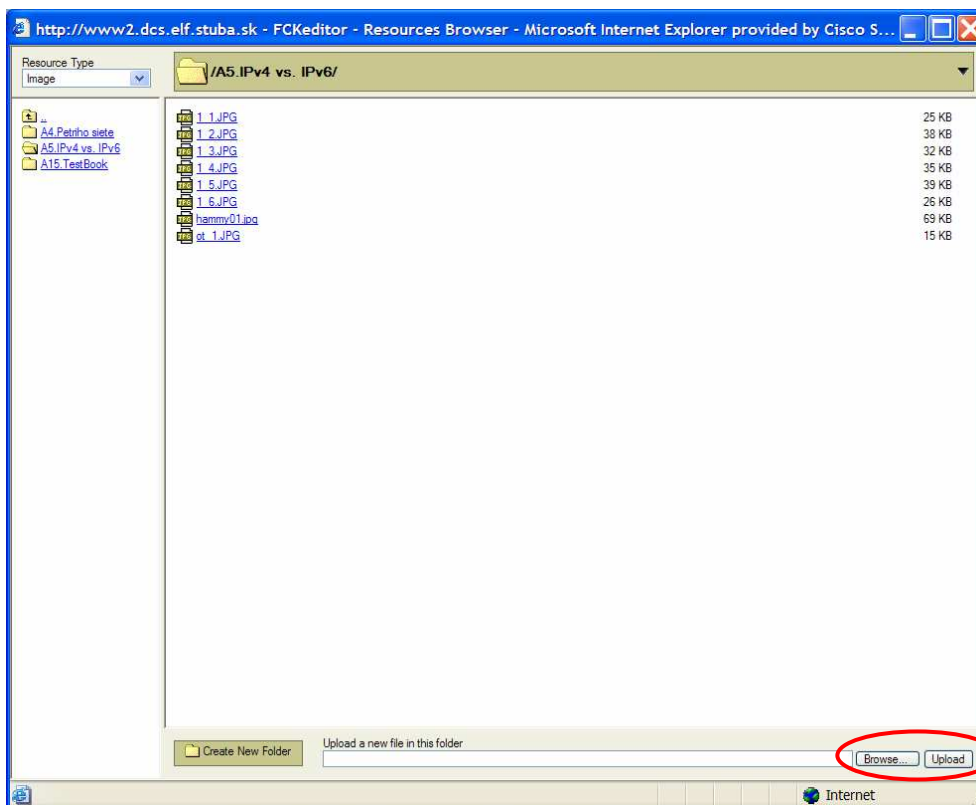 http://www2.dcs.elf.stuba.sk - FCKeditor - Resources Browser - Microsoft Internet Explorer provided by Cisco S...
Resource Type
Image
/A5.IPv4 vs. IPv6/
..
A4.Petriho siete
A5.IPv4 vs. IPv6
A15.TestBook
1_1.JPG 25 KB
1_2.JPG 38 KB
1_3.JPG 32 KB
1_4.JPG 35 KB
1_5.JPG 39 KB
1_6.JPG 26 KB
hammy01.jpg 69 KB
ot_1.JPG 15 KB
Create New Folder
Upload a new file in this folder
Browse... Upload
Internet